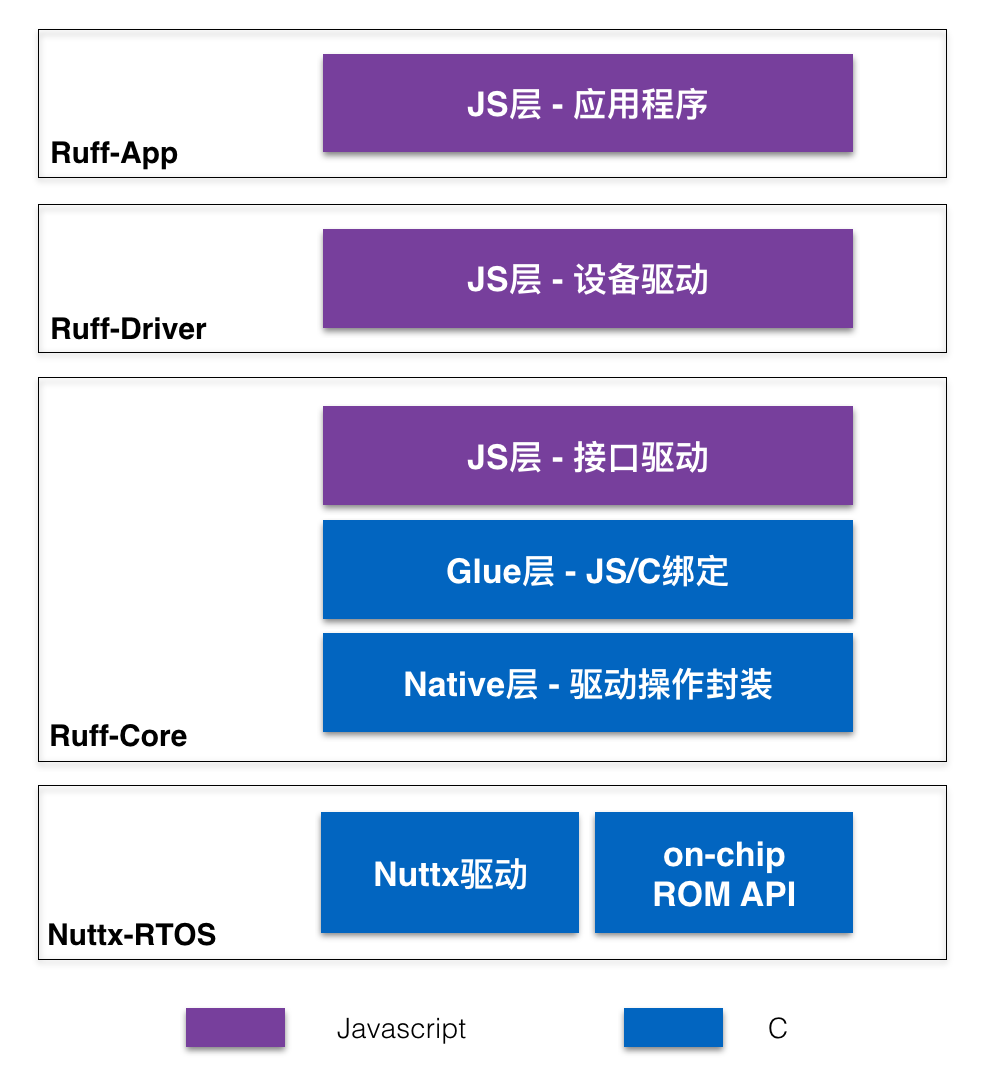 JS层 - 应用程序
Ruff-App
JS层 - 设备驱动
Ruff-Driver
JS层 - 接口驱动
Glue层 - JS/C绑定
Native层 - 驱动操作封装
Ruff-Core
Nuttx驱动
on-chip
ROM API
Nuttx-RTOS
Javascript
C